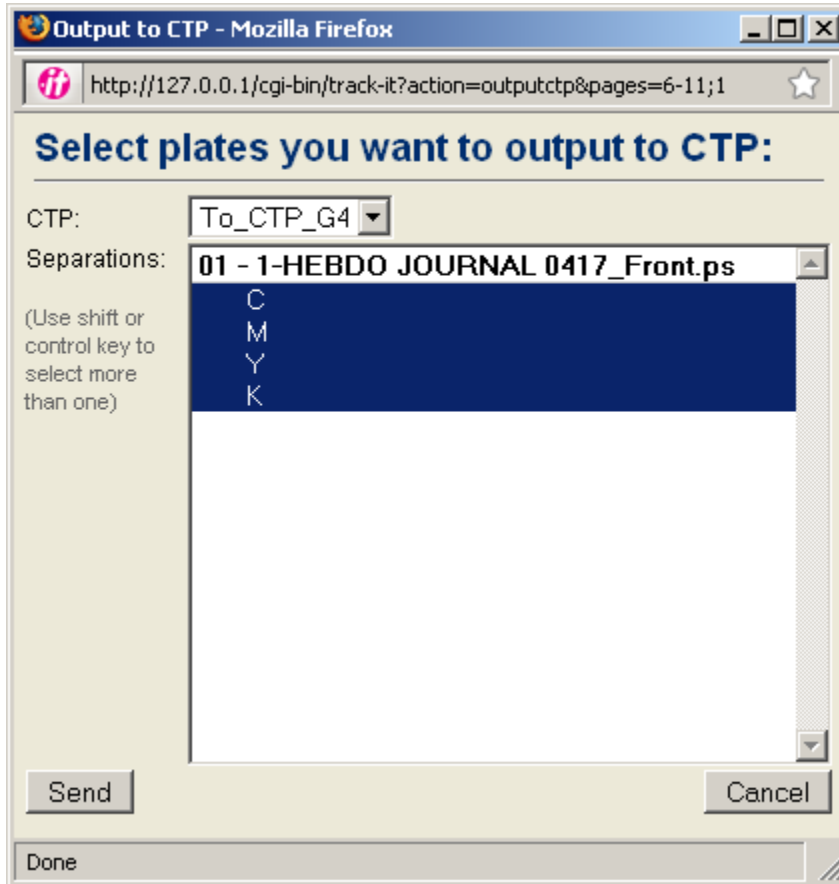 Output to CTP - Mozilla Firefox
http://127.0.0.1/cgi-bin/track-it?action=outputctp&pages=6-11;1
Select plates you want to output to CTP:
CTP:
To_CTP_G4
Separations:
(Use shift or
control key to
select more
than one)
01 - 1-HEBDO JOURNAL 0417_Front.ps
C
M
Y
K
Send
Cancel
Done